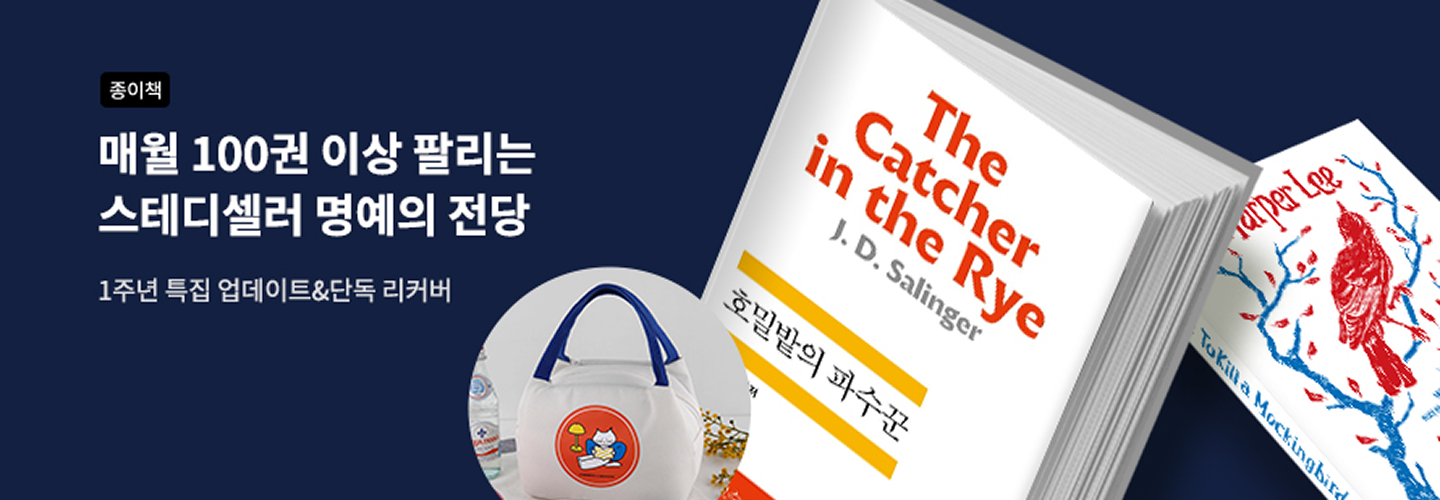 종이책
매월 100권 이상 팔리는
스테디셀러 명예의 전당
1주년 특집 업데이트&단독 리커버
The
Catcher
in the Rye
J. D. Salinger
호밀밭의 파수꾼
Harper Lee
To Kill a Mockingbird